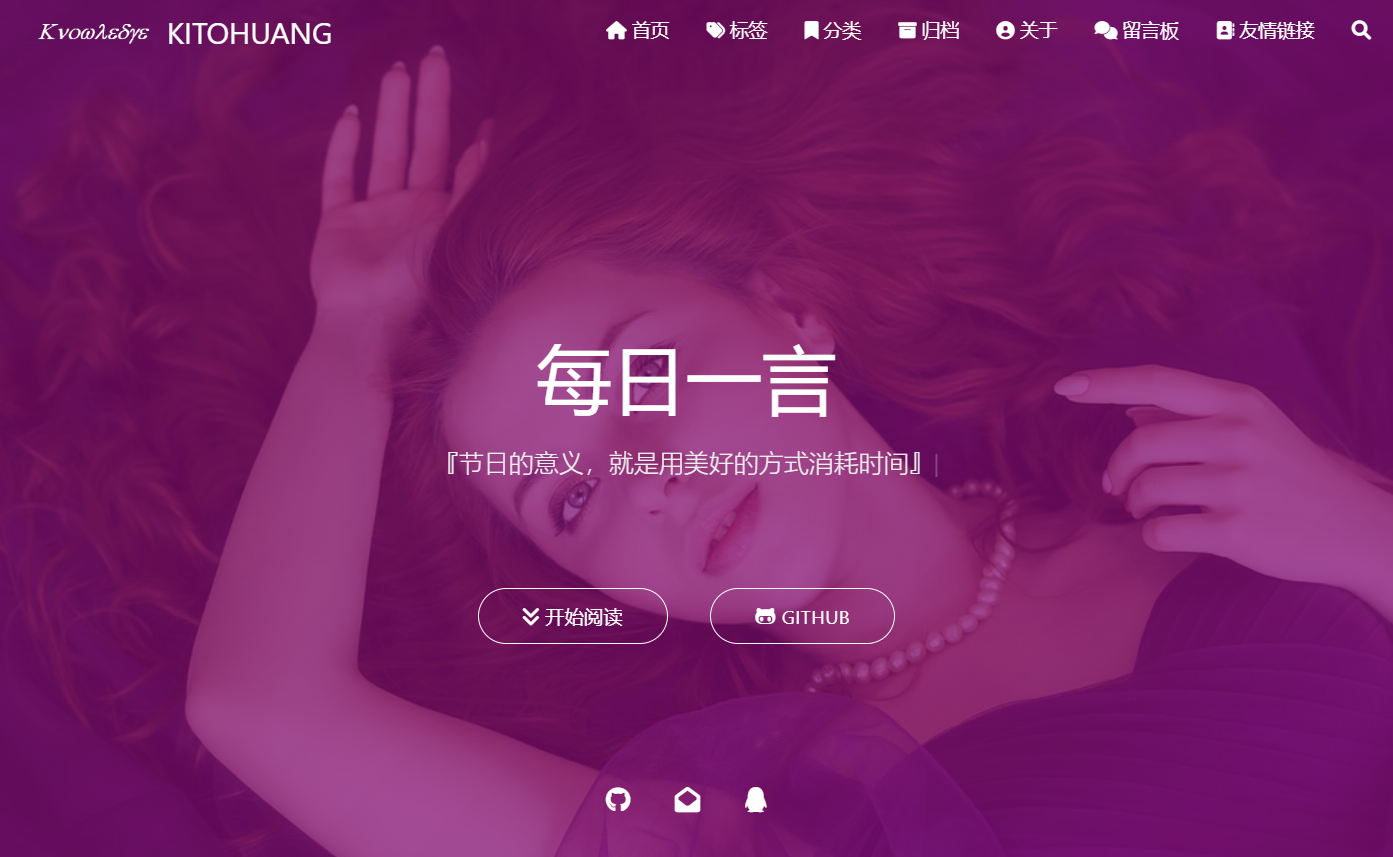 Κνοωλεδγε KITOHUANG 首页 标签 分类 归档 关于 留言板 友情链接
每日一言
『节日的意义，就是用美好的方式消耗时间』|
开始阅读 GITHUB